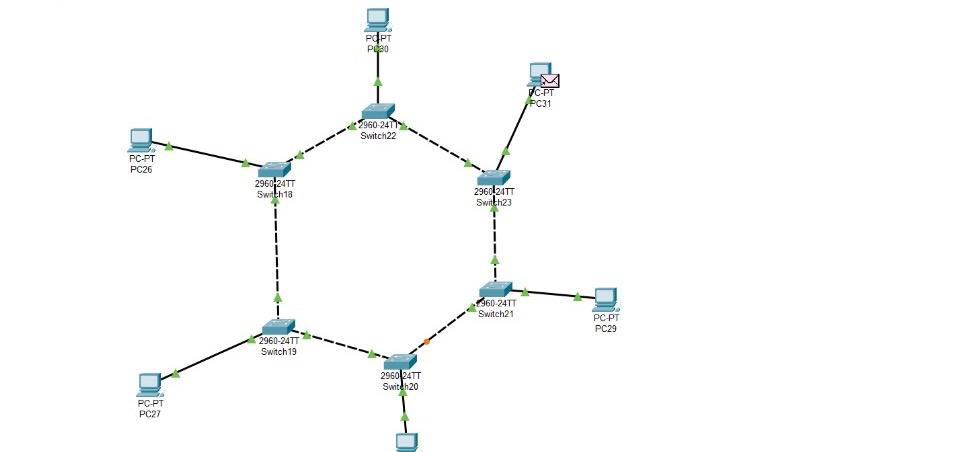 PC-PT
PC30
PC-PT
PC31
2960-24TT
Switch22
PC-PT
PC26
2960-24TT
Switch18
2960-24TT
Switch23
2960-24TT
Switch21
PC-PT
PC29
2960-24TT
Switch19
2960-24TT
Switch20
PC-PT
PC27